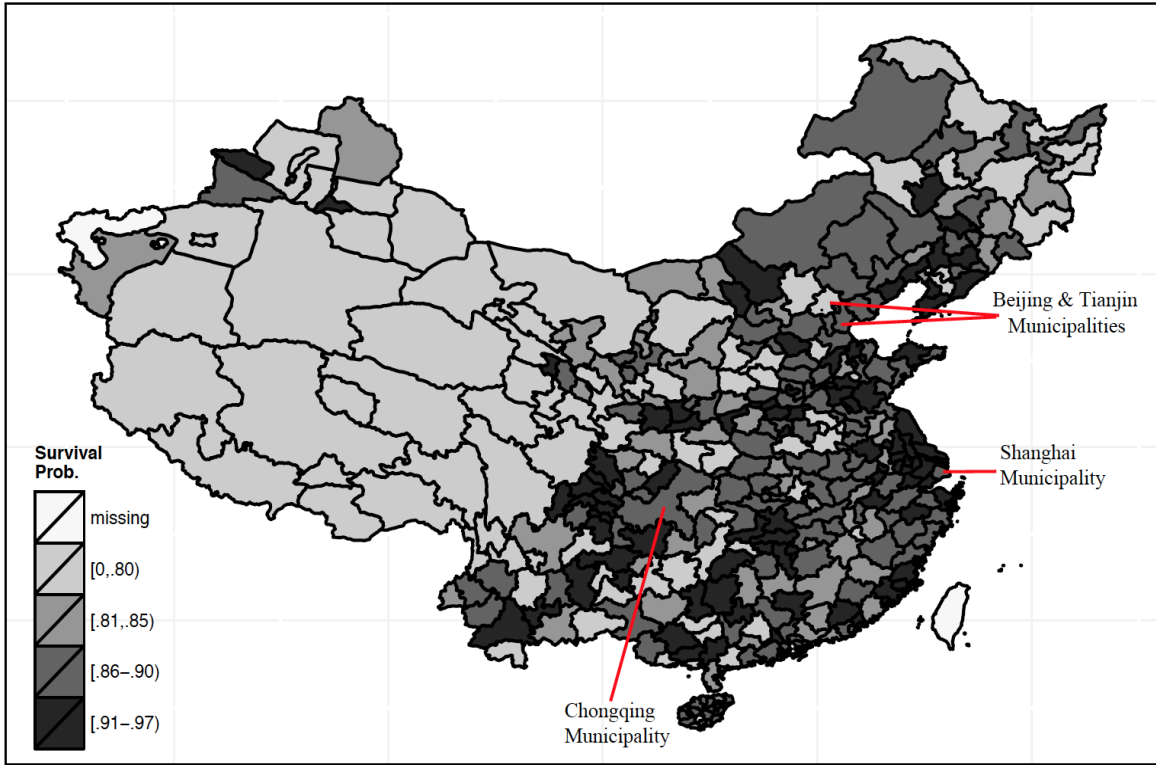 Beijing & Tianjin
Municipalities
Shanghai
Municipality
Survival
Prob.
missing
[0,.80)
[.81.85)
[.86–.90)
[.91–.97)
Chongqing
Municipality